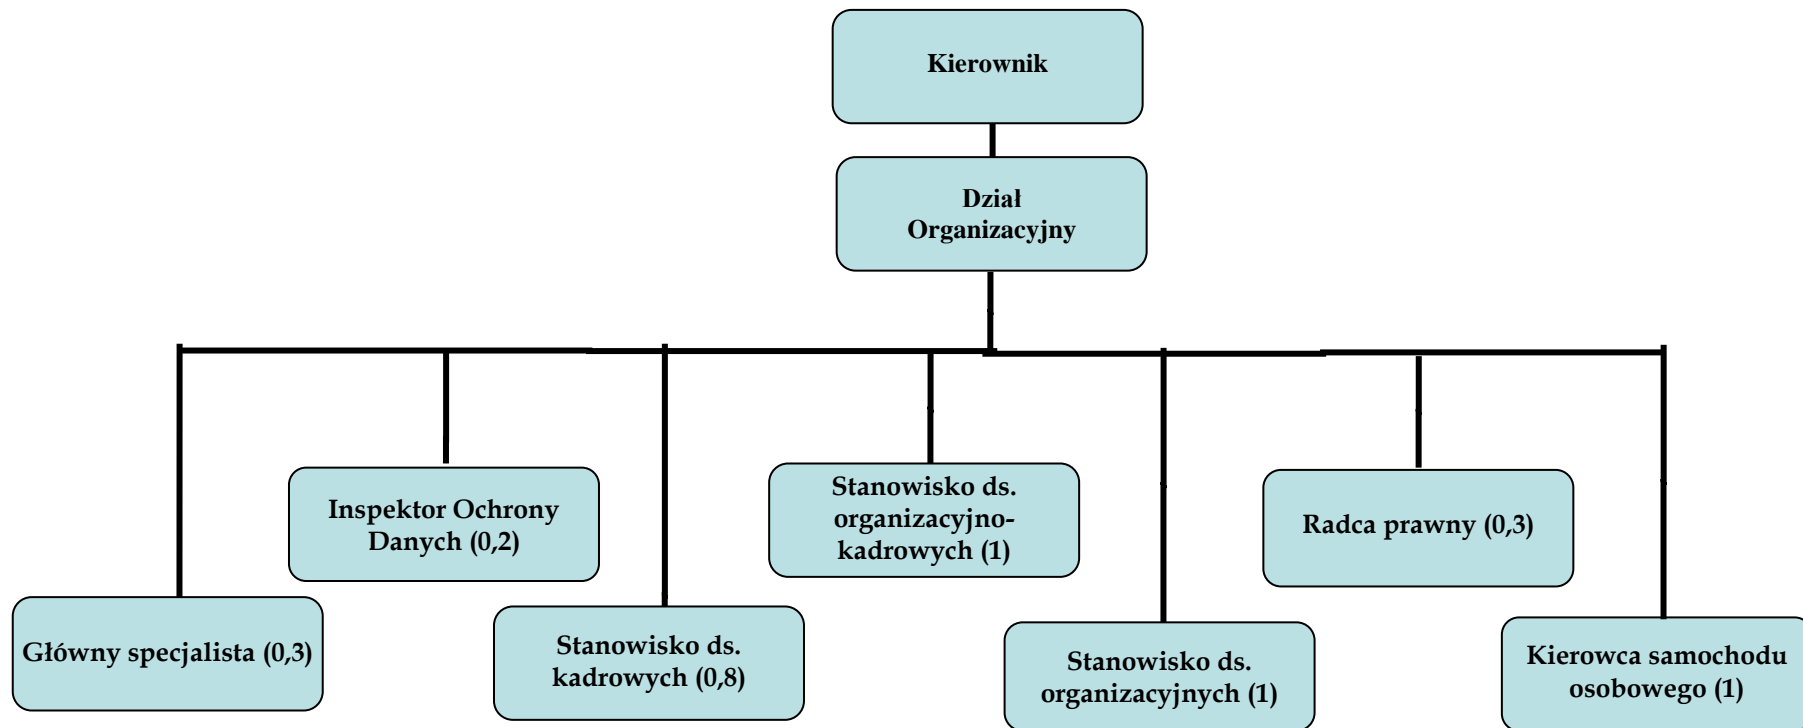 Kierownik
Dział
Organizacyjny
Inspektor Ochrony
Danych (0,2)
Stanowisko ds.
organizacyjno-
kadrowych (1)
Radca prawny (0,3)
Główny specjalista (0,3)
Stanowisko ds.
kadrowych (0,8)
Stanowisko ds.
organizacyjnych (1)
Kierowca samochodu
osobowego (1)